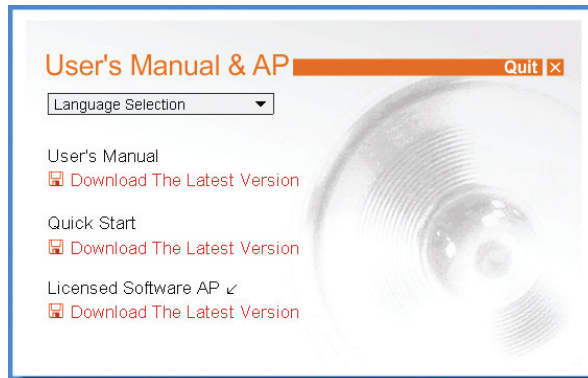 User's Manual & AP Quit
Language Selection
User's Manual
Download The Latest Version
Quick Start
Download The Latest Version
Licensed Software AP ↙
Download The Latest Version